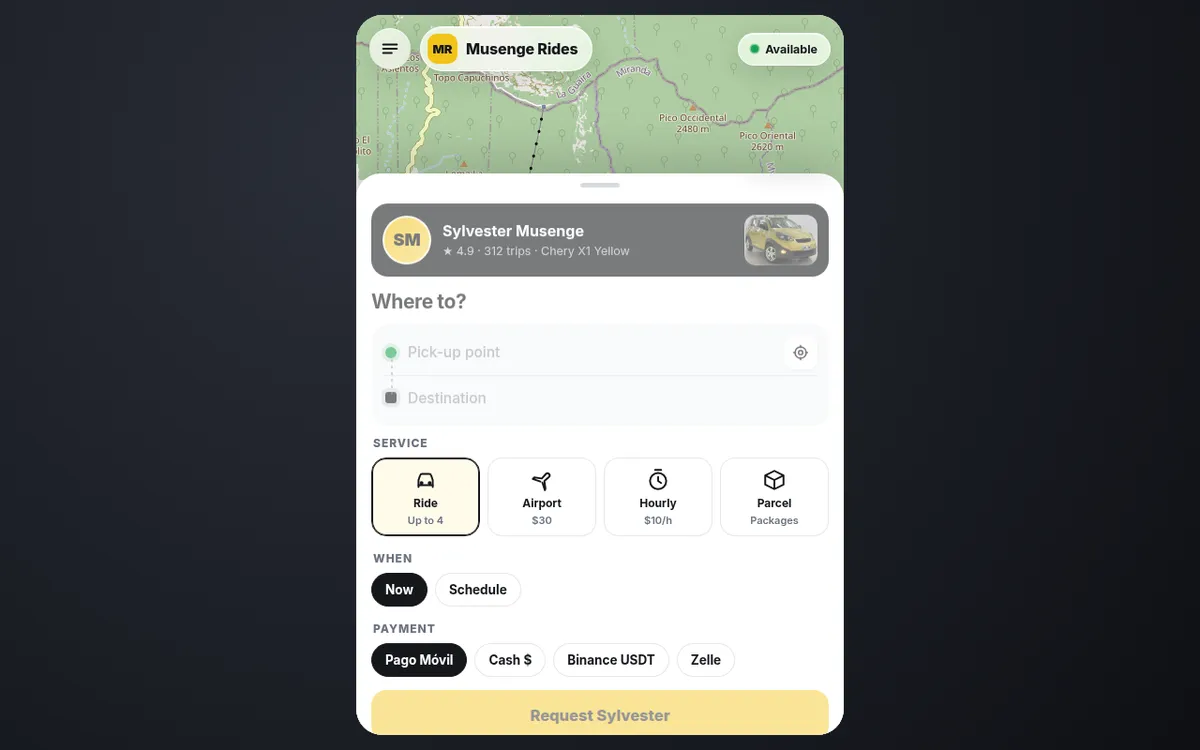 MR Musenge Rides
Available
Topo Capuchinos
La Guaira
Miranda
Pico Occidental
2480 m
Pico Oriental
2620 m
SM
Sylvester Musenge
★ 4.9 · 312 trips · Chery X1 Yellow
Where to?
Pick-up point
Destination
SERVICE
Ride
Up to 4
Airport
$30
Hourly
$10/h
Parcel
Packages
WHEN
Now
Schedule
PAYMENT
Pago Móvil
Cash $
Binance USDT
Zelle
Request Sylvester